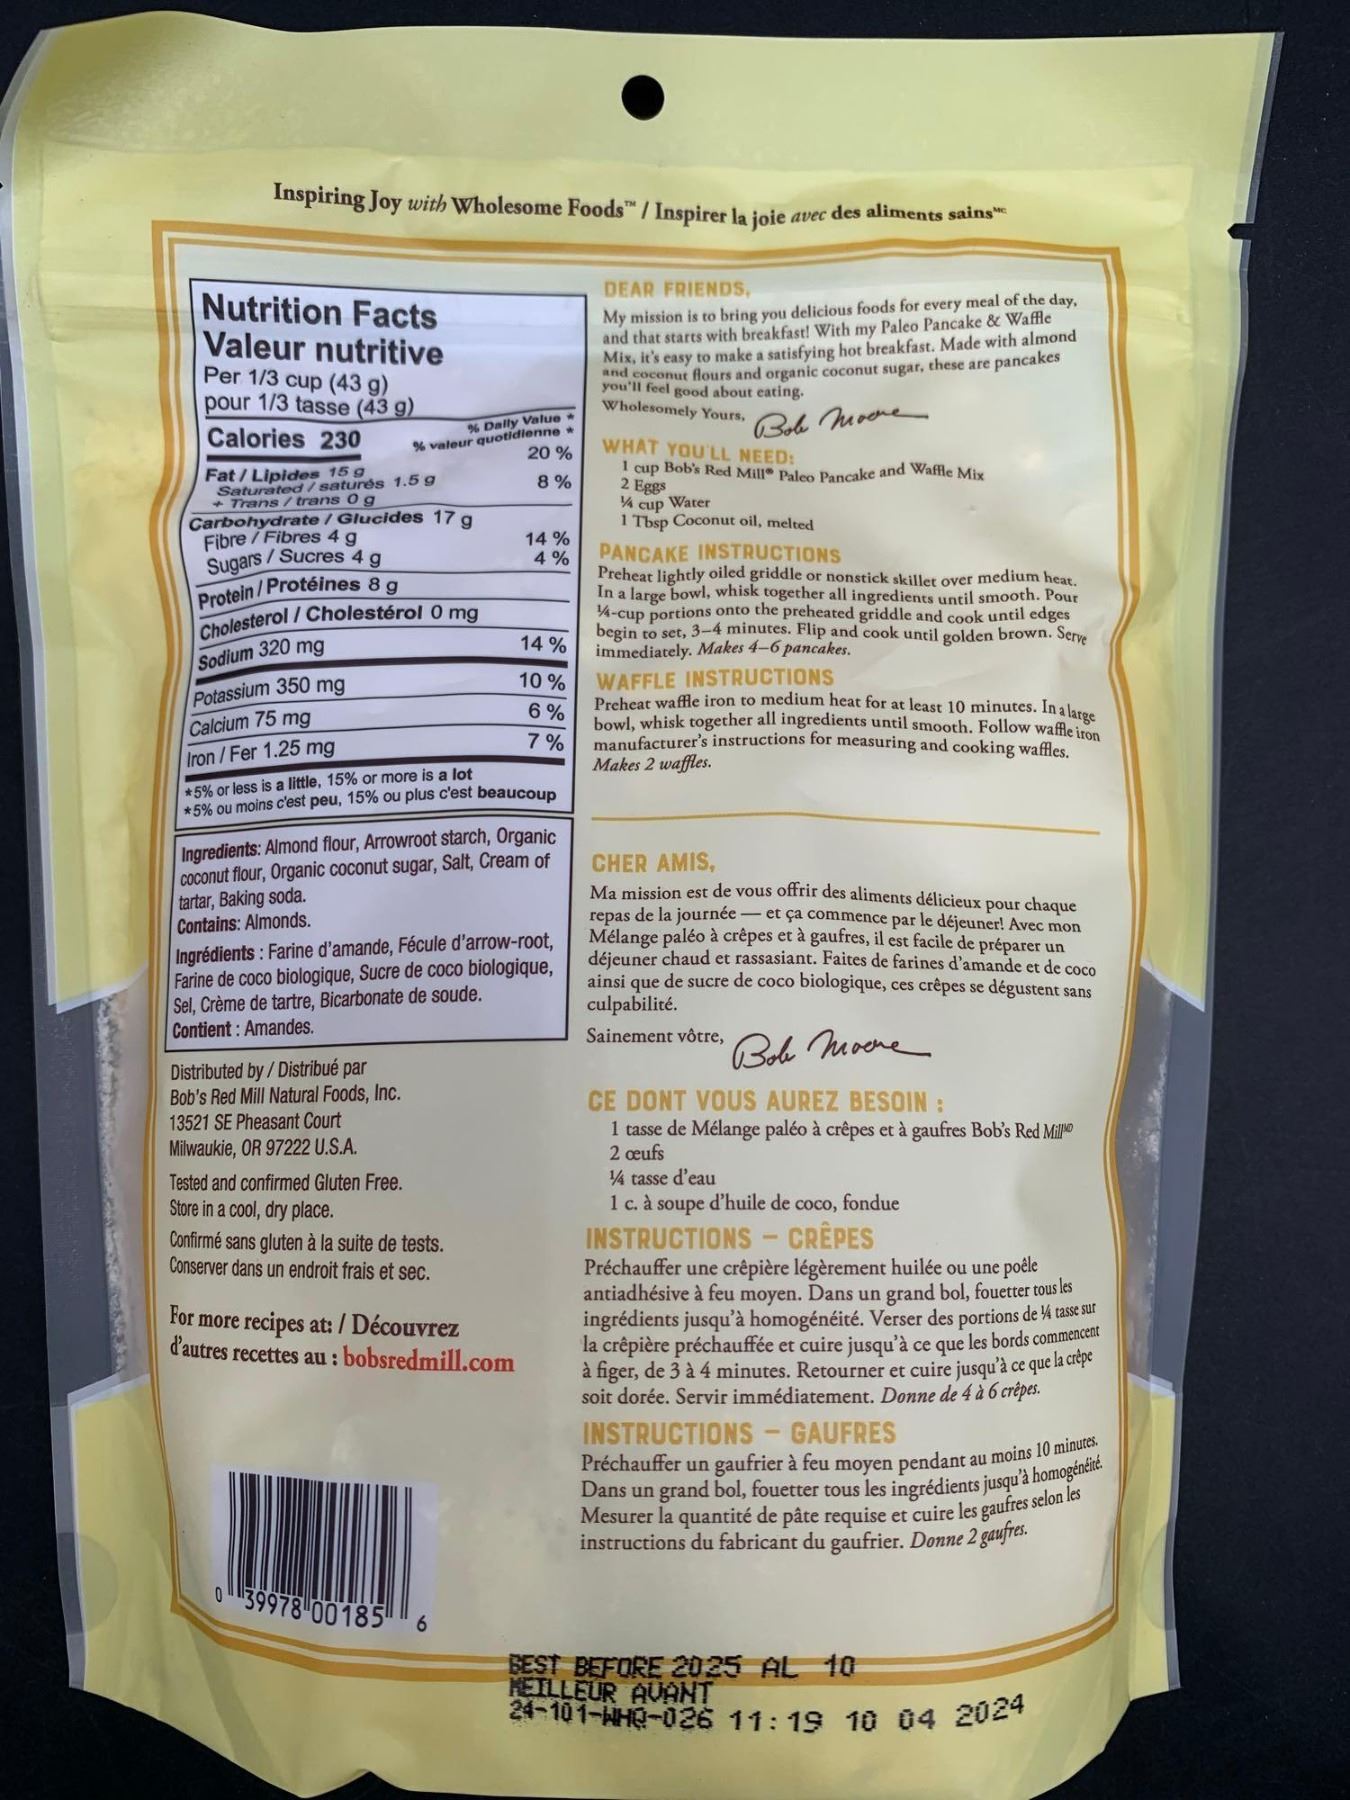 Inspiring Joy with Wholesome Foods™ / Inspirer la joie avec des aliments sainsMC
Nutrition Facts
Valeur nutritive
Per 1/3 cup (43 g)
pour 1/3 tasse (43 g)
% Daily Value *
Calories 230
% valeur quotidienne *
Fat / Lipides 15 g 20 %
Saturated / saturés 1.5 g 8 %
+ Trans / trans 0 g
Carbohydrate / Glucides 17 g
Fibre / Fibres 4 g 14 %
Sugars / Sucres 4 g 4 %
Protein / Protéines 8 g
Cholesterol / Cholestérol 0 mg
Sodium 320 mg 14 %
Potassium 350 mg 10 %
Calcium 75 mg 6 %
Iron / Fer 1.25 mg 7 %
*5% or less is a little, 15% or more is a lot
*5% ou moins c'est peu, 15% ou plus c'est beaucoup
Ingredients: Almond flour, Arrowroot starch, Organic
coconut flour, Organic coconut sugar, Salt, Cream of
tartar, Baking soda.
Contains: Almonds.
Ingrédients : Farine d'amande, Fécule d'arrow-root,
Farine de coco biologique, Sucre de coco biologique,
Sel, Crème de tartre, Bicarbonate de soude.
Contient : Amandes.
Distributed by / Distribué par
Bob's Red Mill Natural Foods, Inc.
13521 SE Pheasant Court
Milwaukie, OR 97222 U.S.A.
Tested and confirmed Gluten Free.
Store in a cool, dry place.
Confirmé sans gluten à la suite de tests.
Conserver dans un endroit frais et sec.
For more recipes at: / Découvrez
d'autres recettes au : bobsredmill.com
0 39978 00185 6
DEAR FRIENDS,
My mission is to bring you delicious foods for every meal of the day,
and that starts with breakfast! With my Paleo Pancake & Waffle
Mix, it's easy to make a satisfying hot breakfast. Made with almond
and coconut flours and organic coconut sugar, these are pancakes
you'll feel good about eating.
Wholesomely Yours, Bob Moore
WHAT YOU'LL NEED:
1 cup Bob's Red Mill® Paleo Pancake and Waffle Mix
2 Eggs
¼ cup Water
1 Tbsp Coconut oil, melted
PANCAKE INSTRUCTIONS
Preheat lightly oiled griddle or nonstick skillet over medium heat.
In a large bowl, whisk together all ingredients until smooth. Pour
¼-cup portions onto the preheated griddle and cook until edges
begin to set, 3–4 minutes. Flip and cook until golden brown. Serve
immediately. Makes 4–6 pancakes.
WAFFLE INSTRUCTIONS
Preheat waffle iron to medium heat for at least 10 minutes. In a large
bowl, whisk together all ingredients until smooth. Follow waffle iron
manufacturer's instructions for measuring and cooking waffles.
Makes 2 waffles.
CHER AMIS,
Ma mission est de vous offrir des aliments délicieux pour chaque
repas de la journée — et ça commence par le déjeuner! Avec mon
Mélange paléo à crêpes et à gaufres, il est facile de préparer un
déjeuner chaud et rassasiant. Faites de farines d'amande et de coco
ainsi que de sucre de coco biologique, ces crêpes se dégustent sans
culpabilité.
Sainement vôtre, Bob Moore
CE DONT VOUS AUREZ BESOIN :
1 tasse de Mélange paléo à crêpes et à gaufres Bob's Red MillMD
2 œufs
¼ tasse d'eau
1 c. à soupe d'huile de coco, fondue
INSTRUCTIONS – CRÊPES
Préchauffer une crêpière légèrement huilée ou une poêle
antiadhésive à feu moyen. Dans un grand bol, fouetter tous les
ingrédients jusqu'à homogénéité. Verser des portions de ¼ tasse sur
la crêpière préchauffée et cuire jusqu'à ce que les bords commencent
à figer, de 3 à 4 minutes. Retourner et cuire jusqu'à ce que la crêpe
soit dorée. Servir immédiatement. Donne de 4 à 6 crêpes.
INSTRUCTIONS – GAUFRES
Préchauffer un gaufrier à feu moyen pendant au moins 10 minutes.
Dans un grand bol, fouetter tous les ingrédients jusqu'à homogénéité.
Mesurer la quantité de pâte requise et cuire les gaufres selon les
instructions du fabricant du gaufrier. Donne 2 gaufres.
BEST BEFORE 2025 AL 10
MEILLEUR AVANT
24-101-WHQ-026 11:19 10 04 2024